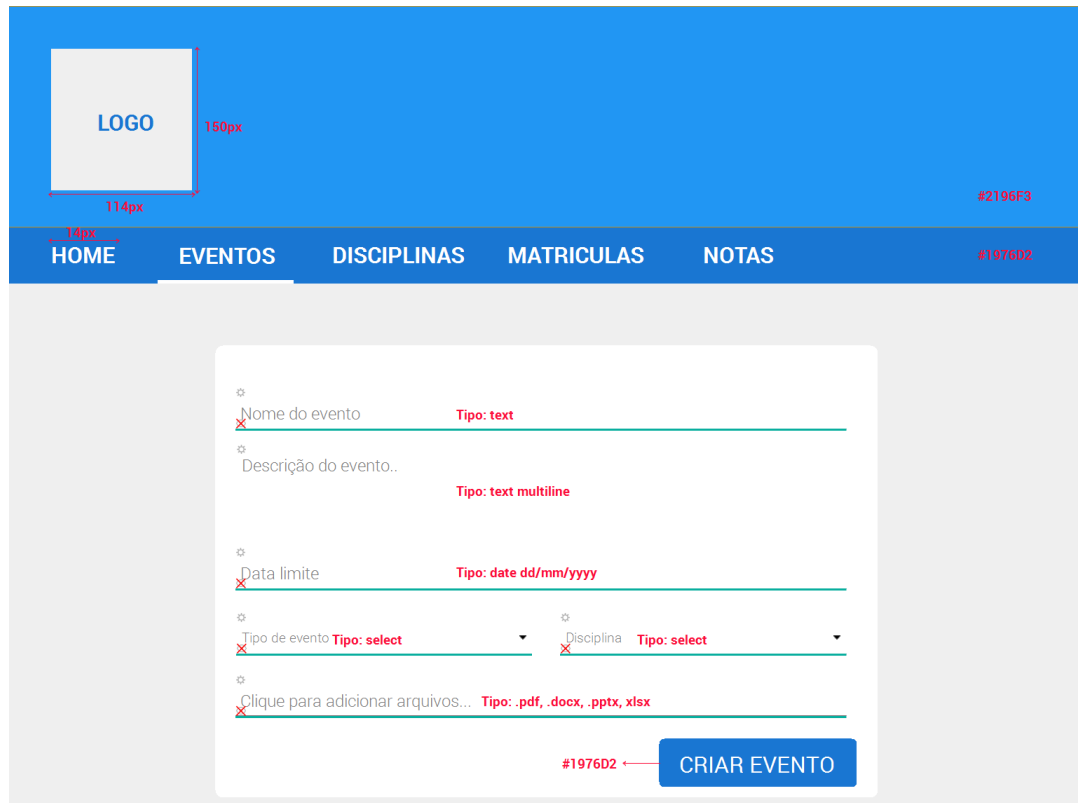 LOGO
150px
114px
#2196F3
14px
HOME EVENTOS DISCIPLINAS MATRICULAS NOTAS #1976D2
Nome do evento Tipo: text
Descrição do evento..
Tipo: text multiline
Data limite Tipo: date dd/mm/yyyy
Tipo de evento Tipo: select Disciplina Tipo: select
Clique para adicionar arquivos... Tipo: .pdf, .docx, .pptx, xlsx
#1976D2 CRIAR EVENTO